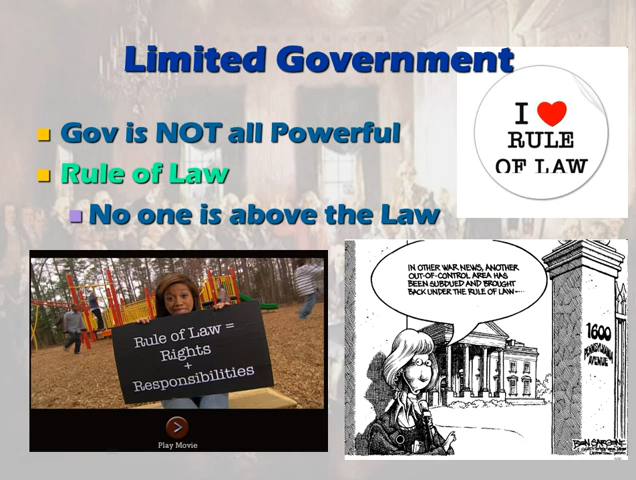 Limited Government
Gov is NOT all Powerful
Rule of Law
No one is above the Law
I
RULE
OF LAW
Rule of Law =
Rights
+
Responsibilities
Play Movie
IN OTHER WAR NEWS, ANOTHER
OUT-OF-CONTROL AREA HAS
BEEN SUBDUED AND BROUGHT
BACK UNDER THE RULE OF LAW...
1600
PENNSYLVANIA
AVENUE